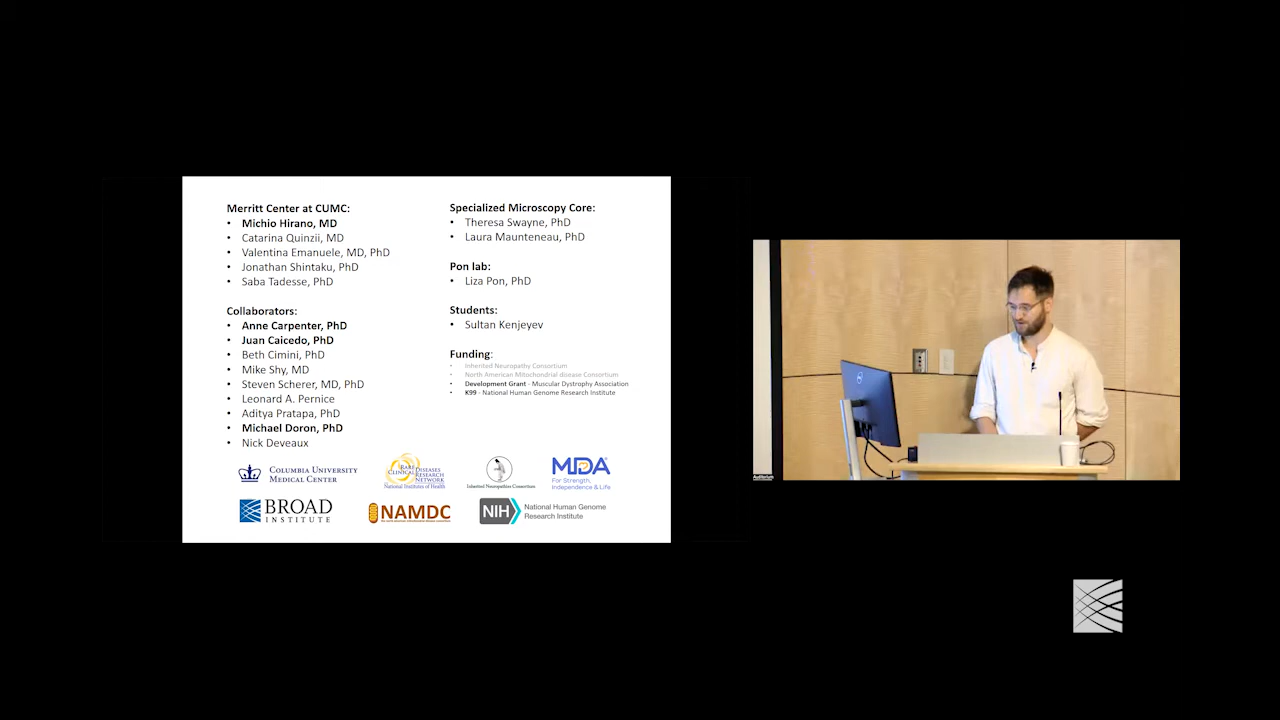 Merritt Center at CUMC:
• Michio Hirano, MD
• Catarina Quinzii, MD
• Valentina Emanuele, MD, PhD
• Jonathan Shintaku, PhD
• Saba Tadesse, PhD
Collaborators:
• Anne Carpenter, PhD
• Juan Caicedo, PhD
• Beth Cimini, PhD
• Mike Shy, MD
• Steven Scherer, MD, PhD
• Leonard A. Pernice
• Aditya Pratapa, PhD
• Michael Doron, PhD
• Nick Deveaux
Specialized Microscopy Core:
• Theresa Swayne, PhD
• Laura Maunteneau, PhD
Pon lab:
• Liza Pon, PhD
Students:
• Sultan Kenjeyev
Funding:
• Inherited Neuropathy Consortium
• North American Mitochondrial disease Consortium
• Development Grant - Muscular Dystrophy Association
• K99 - National Human Genome Research Institute
COLUMBIA UNIVERSITY
MEDICAL CENTER
RARE
CLINICAL DISEASES
RESEARCH
NETWORK
National Institutes of Health
Inherited Neuropathies Consortium
MDA
For Strength,
Independence & Life
BROAD
INSTITUTE
NAMDC
NIH
National Human Genome
Research Institute